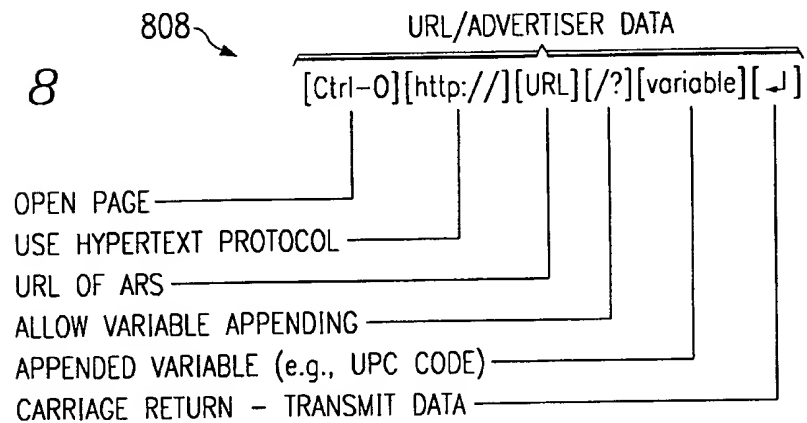 808
URL/ADVERTISER DATA
8
[Ctrl-O][http://][URL][/?][variable][↵]
OPEN PAGE
USE HYPERTEXT PROTOCOL
URL OF ARS
ALLOW VARIABLE APPENDING
APPENDED VARIABLE (e.g., UPC CODE)
CARRIAGE RETURN - TRANSMIT DATA